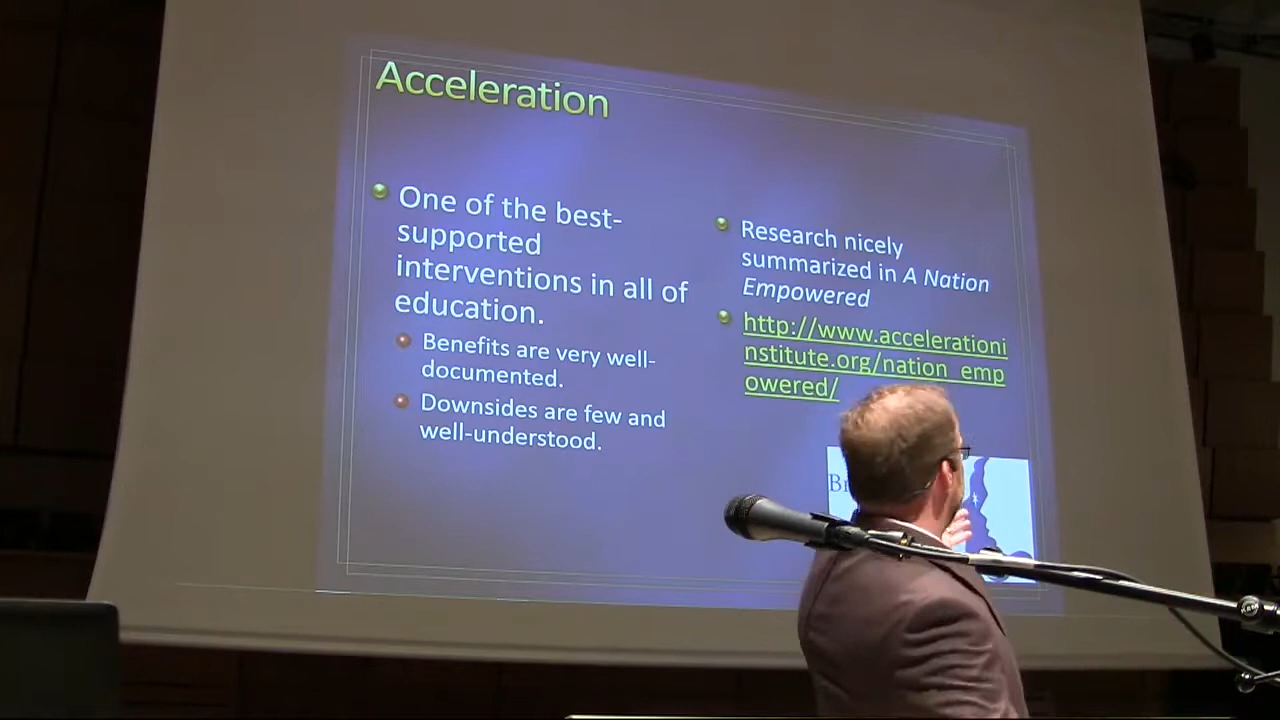 Acceleration
One of the best-
supported
interventions in all of
education.
Benefits are very well-
documented.
Downsides are few and
well-understood.
Research nicely
summarized in A Nation
Empowered
http://www.accelerationi
nstitute.org/nation_emp
owered/